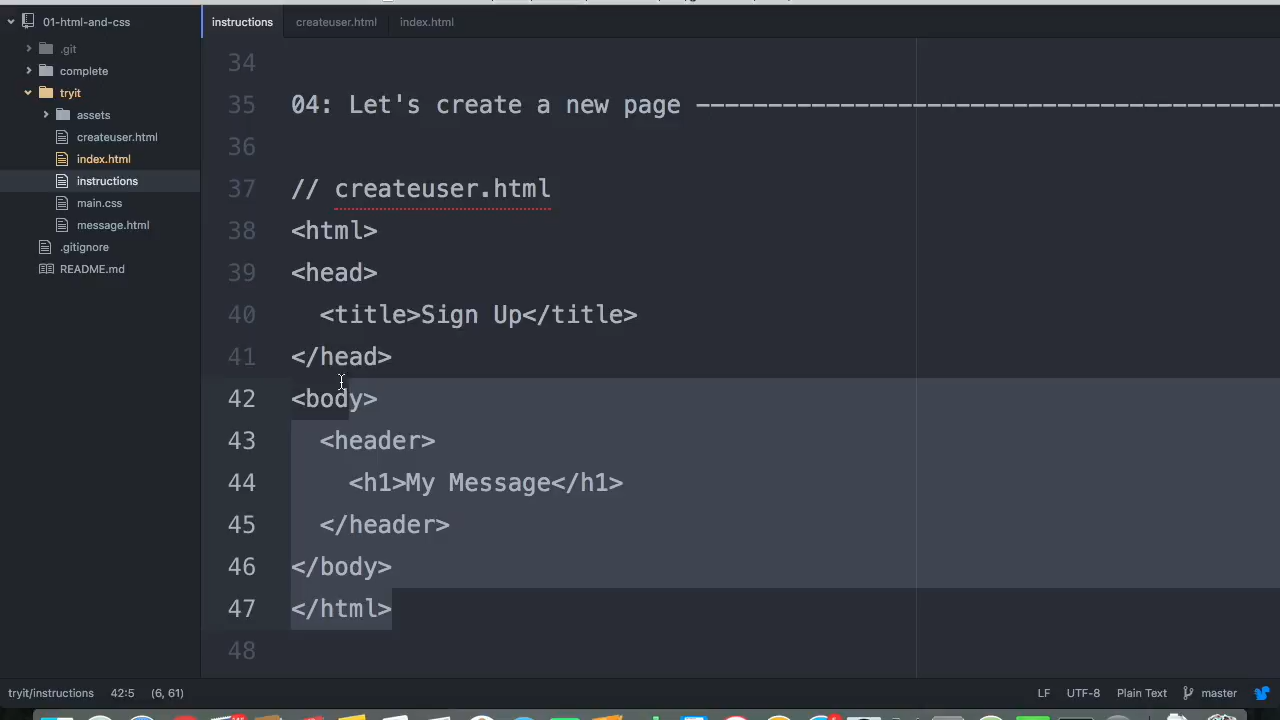 01-html-and-css
instructions
createuser.html
index.html
.git
complete
tryit
assets
createuser.html
index.html
instructions
main.css
message.html
.gitignore
README.md
34
35 04: Let's create a new page ------------------------------------------
36
37 // createuser.html
38 <html>
39 <head>
40 <title>Sign Up</title>
41 </head>
42 <body>
43 <header>
44 <h1>My Message</h1>
45 </header>
46 </body>
47 </html>
48
tryit/instructions 42:5 (6, 61) LF UTF-8 Plain Text master